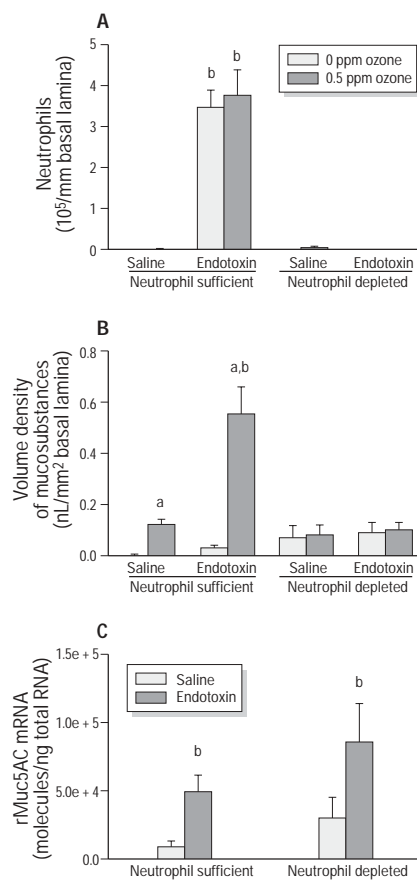 A
0 ppm ozone
0.5 ppm ozone
Neutrophils
(10⁵/mm basal lamina)
5
4
3
2
1
0
b b
Saline Endotoxin Saline Endotoxin
Neutrophil sufficient Neutrophil depleted
B
Volume density
of mucosubstances
(nL/mm² basal lamina)
0.8
0.6
0.4
0.2
0.0
a
a,b
Saline Endotoxin Saline Endotoxin
Neutrophil sufficient Neutrophil depleted
C
Saline
Endotoxin
rMuc5AC mRNA
(molecules/ng total RNA)
1.5e + 5
1.0e + 5
5.0e + 4
0.0
b
b
Neutrophil sufficient Neutrophil depleted